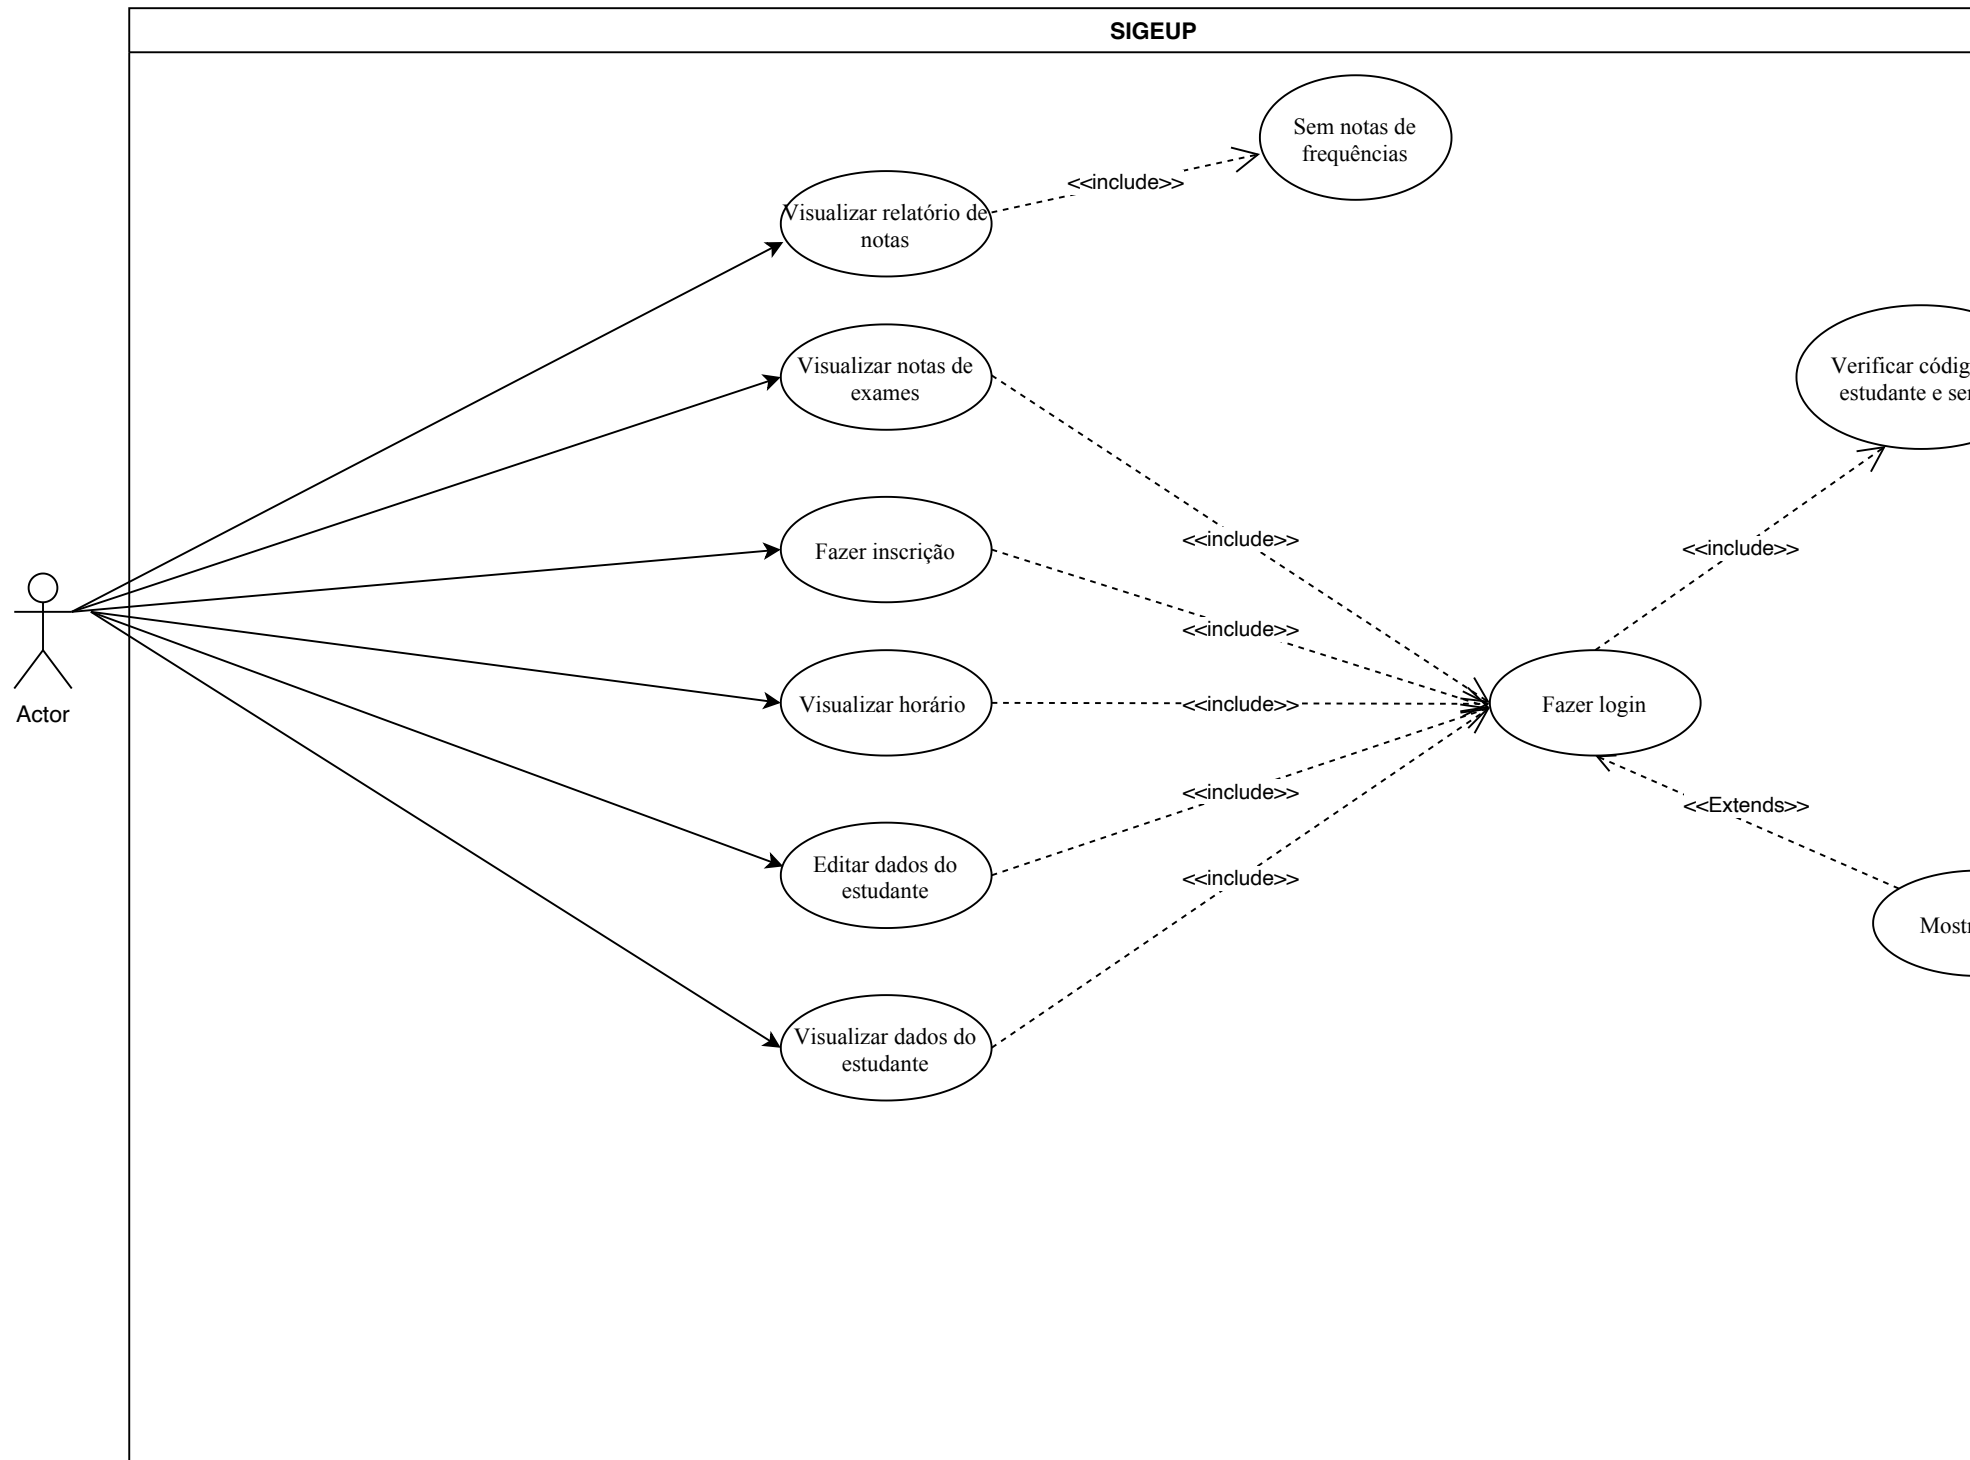 SIGEUP
Sem notas de
frequências
<<include>>
Visualizar relatório de
notas
Visualizar notas de
exames
Verificar códig
estudante e ser
<<include>>
<<include>>
Fazer inscrição
<<include>>
Visualizar horário
<<include>>
Fazer login
Actor
<<include>>
<<Extends>>
Editar dados do
estudante
<<include>>
Mostr
Visualizar dados do
estudante